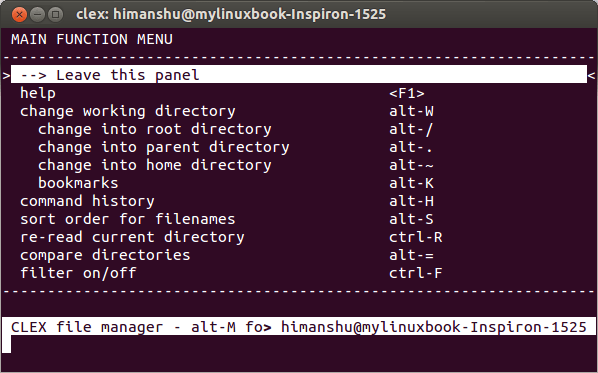 clex: himanshu@mylinuxbook-Inspiron-1525
MAIN FUNCTION MENU
------------------------------------------------------------------
> --> Leave this panel <
help <F1>
change working directory alt-W
change into root directory alt-/
change into parent directory alt-.
change into home directory alt-~
bookmarks alt-K
command history alt-H
sort order for filenames alt-S
re-read current directory ctrl-R
compare directories alt-=
filter on/off ctrl-F
------------------------------------------------------------------
CLEX file manager - alt-M fo> himanshu@mylinuxbook-Inspiron-1525